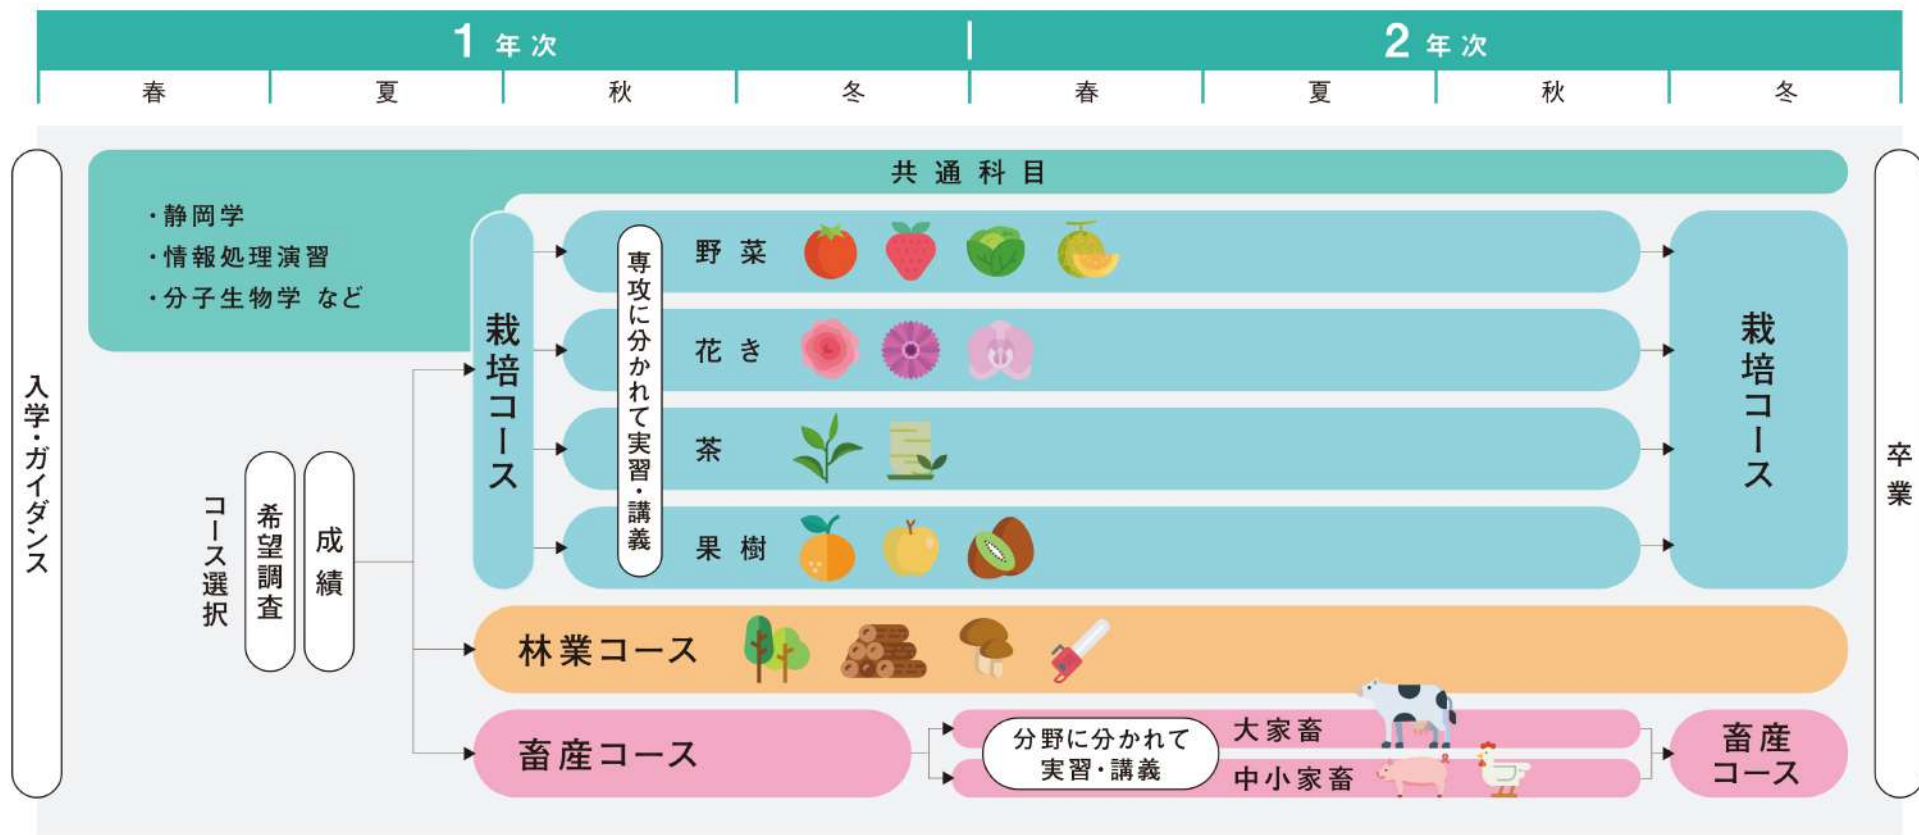 1 年次
2 年次
春
夏
秋
冬
春
夏
秋
冬
入学・ガイダンス
共通科目
・静岡学
・情報処理演習
・分子生物学 など
コース選択
希望調査
成績
栽培コース
専攻に分かれて実習・講義
野菜
花き
茶
果樹
栽培コース
林業コース
畜産コース
分野に分かれて
実習・講義
大家畜
中小家畜
畜産
コース
卒業